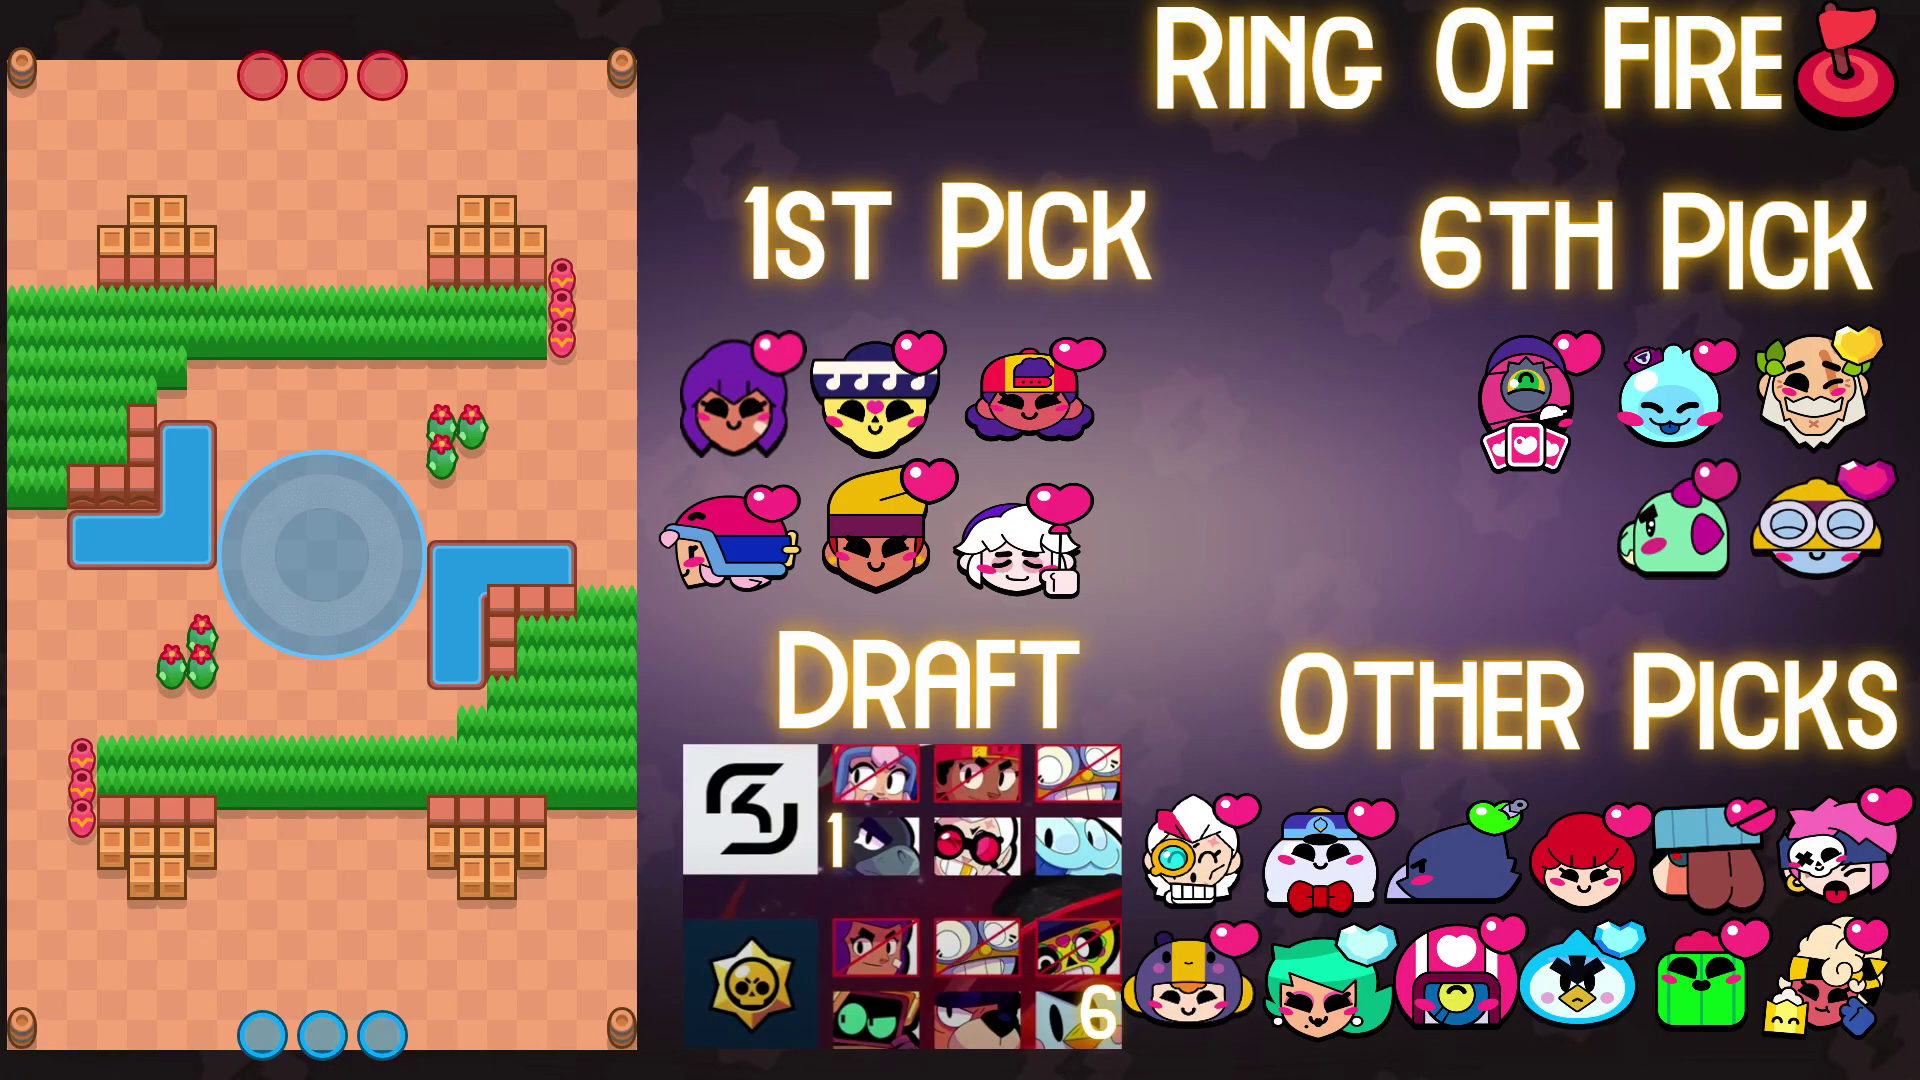 RING OF FIRE
1ST PICK
6TH PICK
DRAFT
OTHER PICKS
1
6